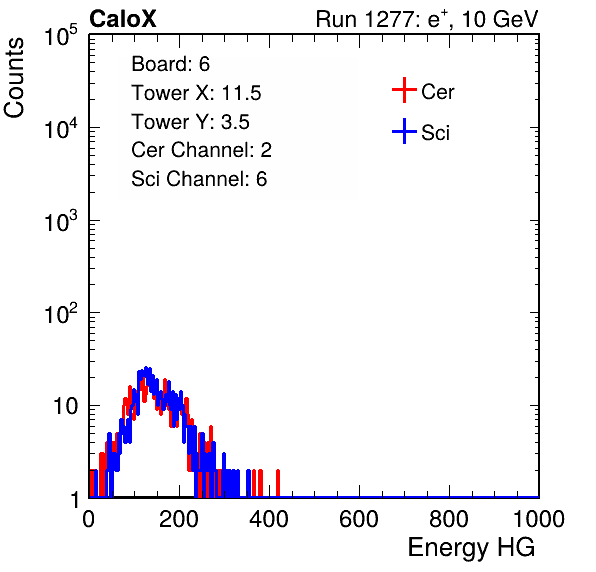 CaloX Run 1277: e⁺, 10 GeV
Counts
10⁵
10⁴
10³
10²
10
1
Board: 6
Tower X: 11.5
Tower Y: 3.5
Cer Channel: 2
Sci Channel: 6
Cer
Sci
0 200 400 600 800 1000
Energy HG